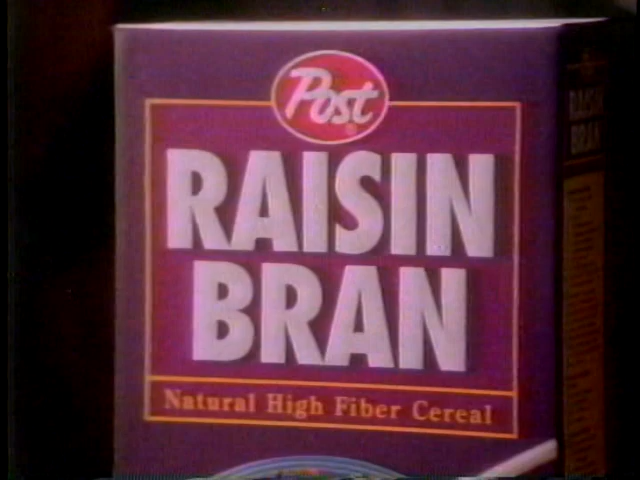 Post
RAISIN
BRAN
Natural High Fiber Cereal
RAISIN
BRAN